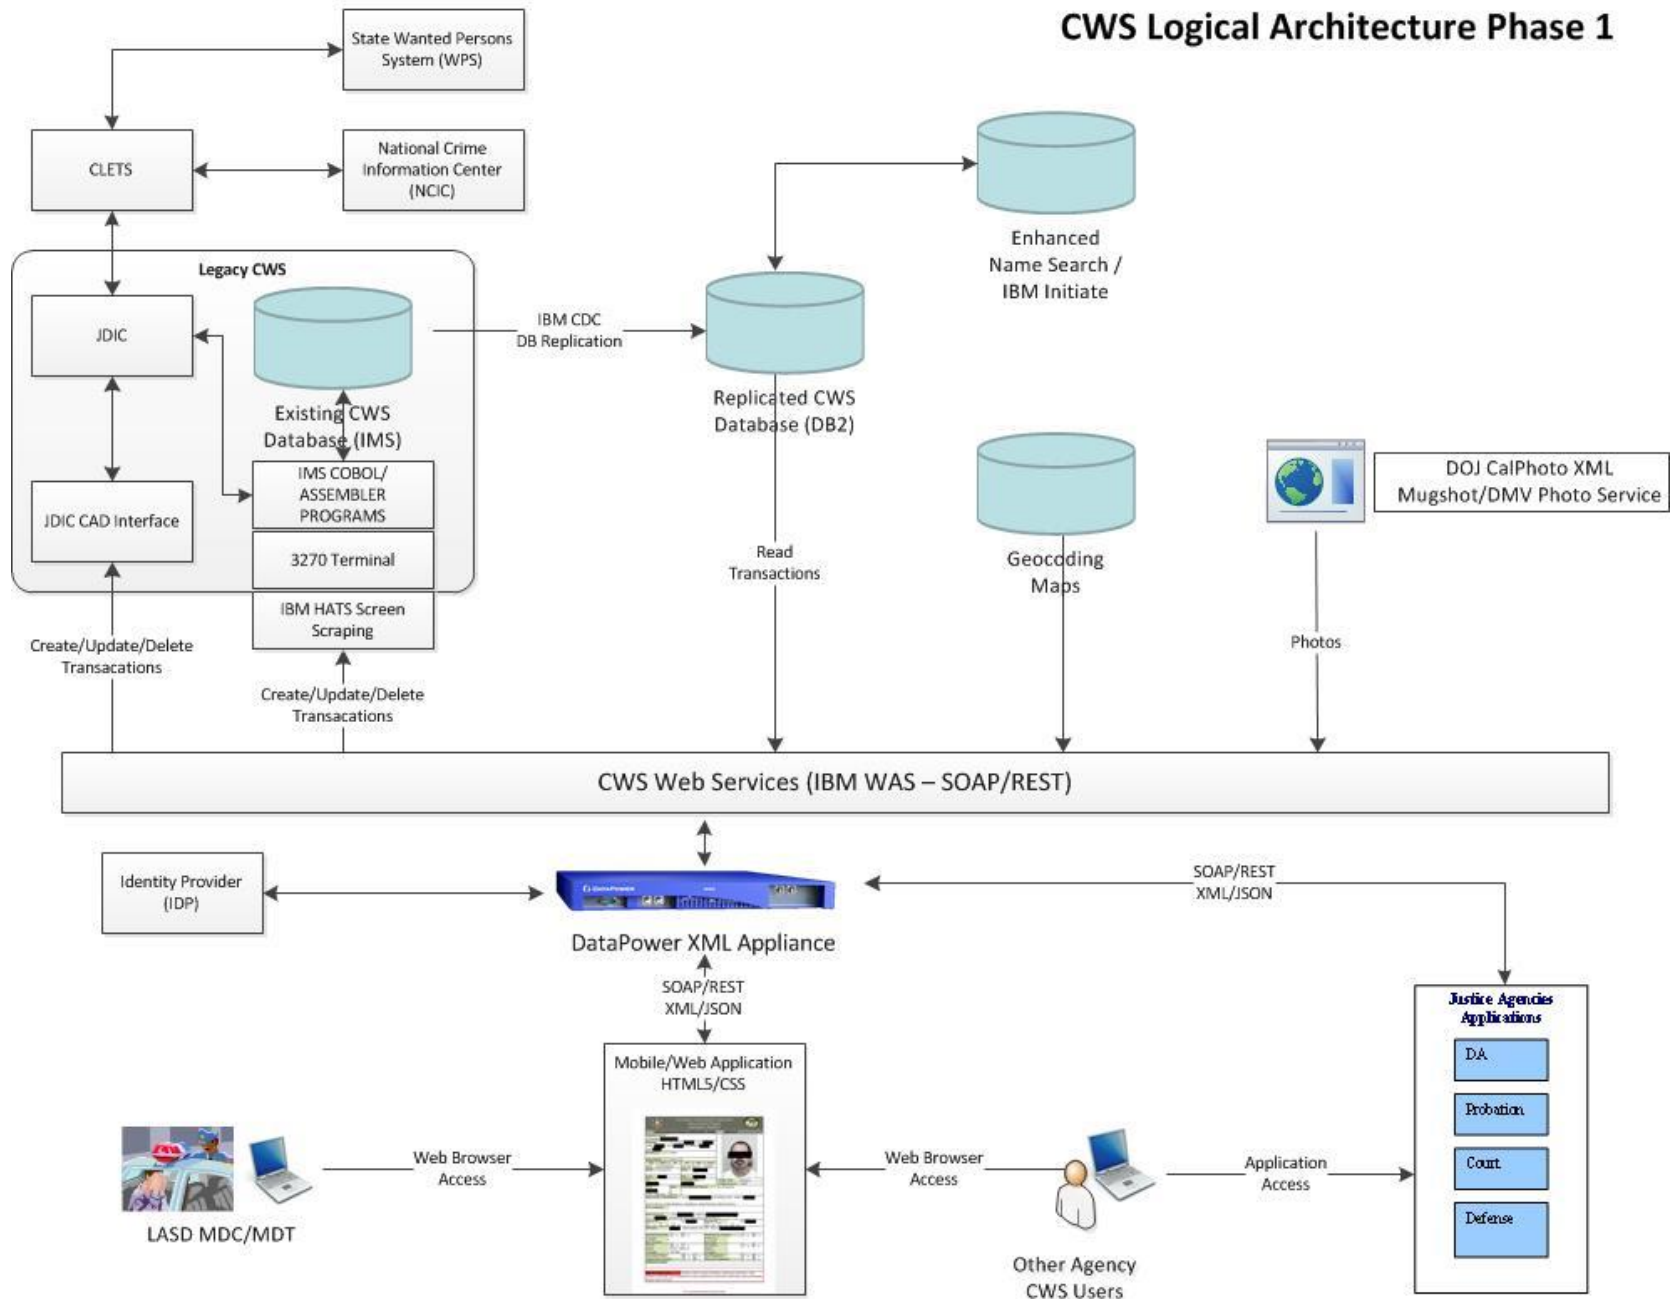 CWS Logical Architecture Phase 1
State Wanted Persons
System (WPS)
CLETS
National Crime
Information Center
(NCIC)
Enhanced
Name Search /
IBM Initiate
Legacy CWS
JDIC
IBM CDC
DB Replication
Existing CWS
Database (IMS)
Replicated CWS
Database (DB2)
IMS COBOL/
ASSEMBLER
PROGRAMS
JDIC CAD Interface
3270 Terminal
IBM HATS Screen
Scraping
DOJ CalPhoto XML
Mugshot/DMV Photo Service
Read
Transactions
Geocoding
Maps
Photos
Create/Update/Delete
Transacations
Create/Update/Delete
Transacations
CWS Web Services (IBM WAS – SOAP/REST)
Identity Provider
(IDP)
DataPower
DataPower XML Appliance
SOAP/REST
XML/JSON
SOAP/REST
XML/JSON
Mobile/Web Application
HTML5/CSS
Justice Agencies
Applications
DA
Probation
Court
Defense
Web Browser
Access
Web Browser
Access
Application
Access
LASD MDC/MDT
Other Agency
CWS Users